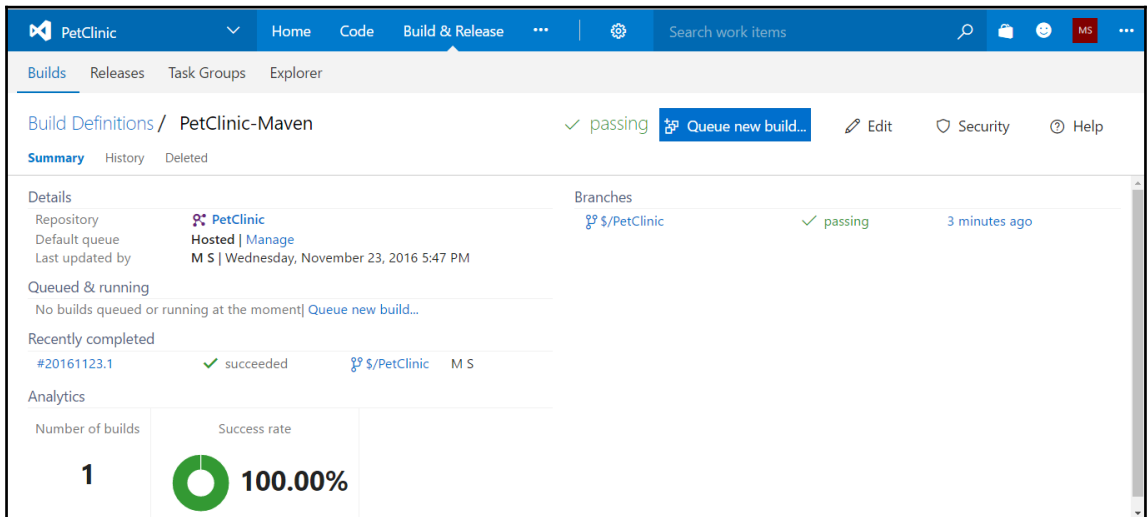 PetClinic Home Code Build & Release ... Search work items MS ...
Builds Releases Task Groups Explorer
Build Definitions / PetClinic-Maven passing Queue new build... Edit Security Help
Summary History Deleted
Details
Repository PetClinic
Default queue Hosted | Manage
Last updated by M S | Wednesday, November 23, 2016 5:47 PM
Queued & running
No builds queued or running at the moment| Queue new build...
Recently completed
#20161123.1 succeeded $/PetClinic M S
Analytics
Number of builds Success rate
1 100.00%
Branches
$/PetClinic passing 3 minutes ago